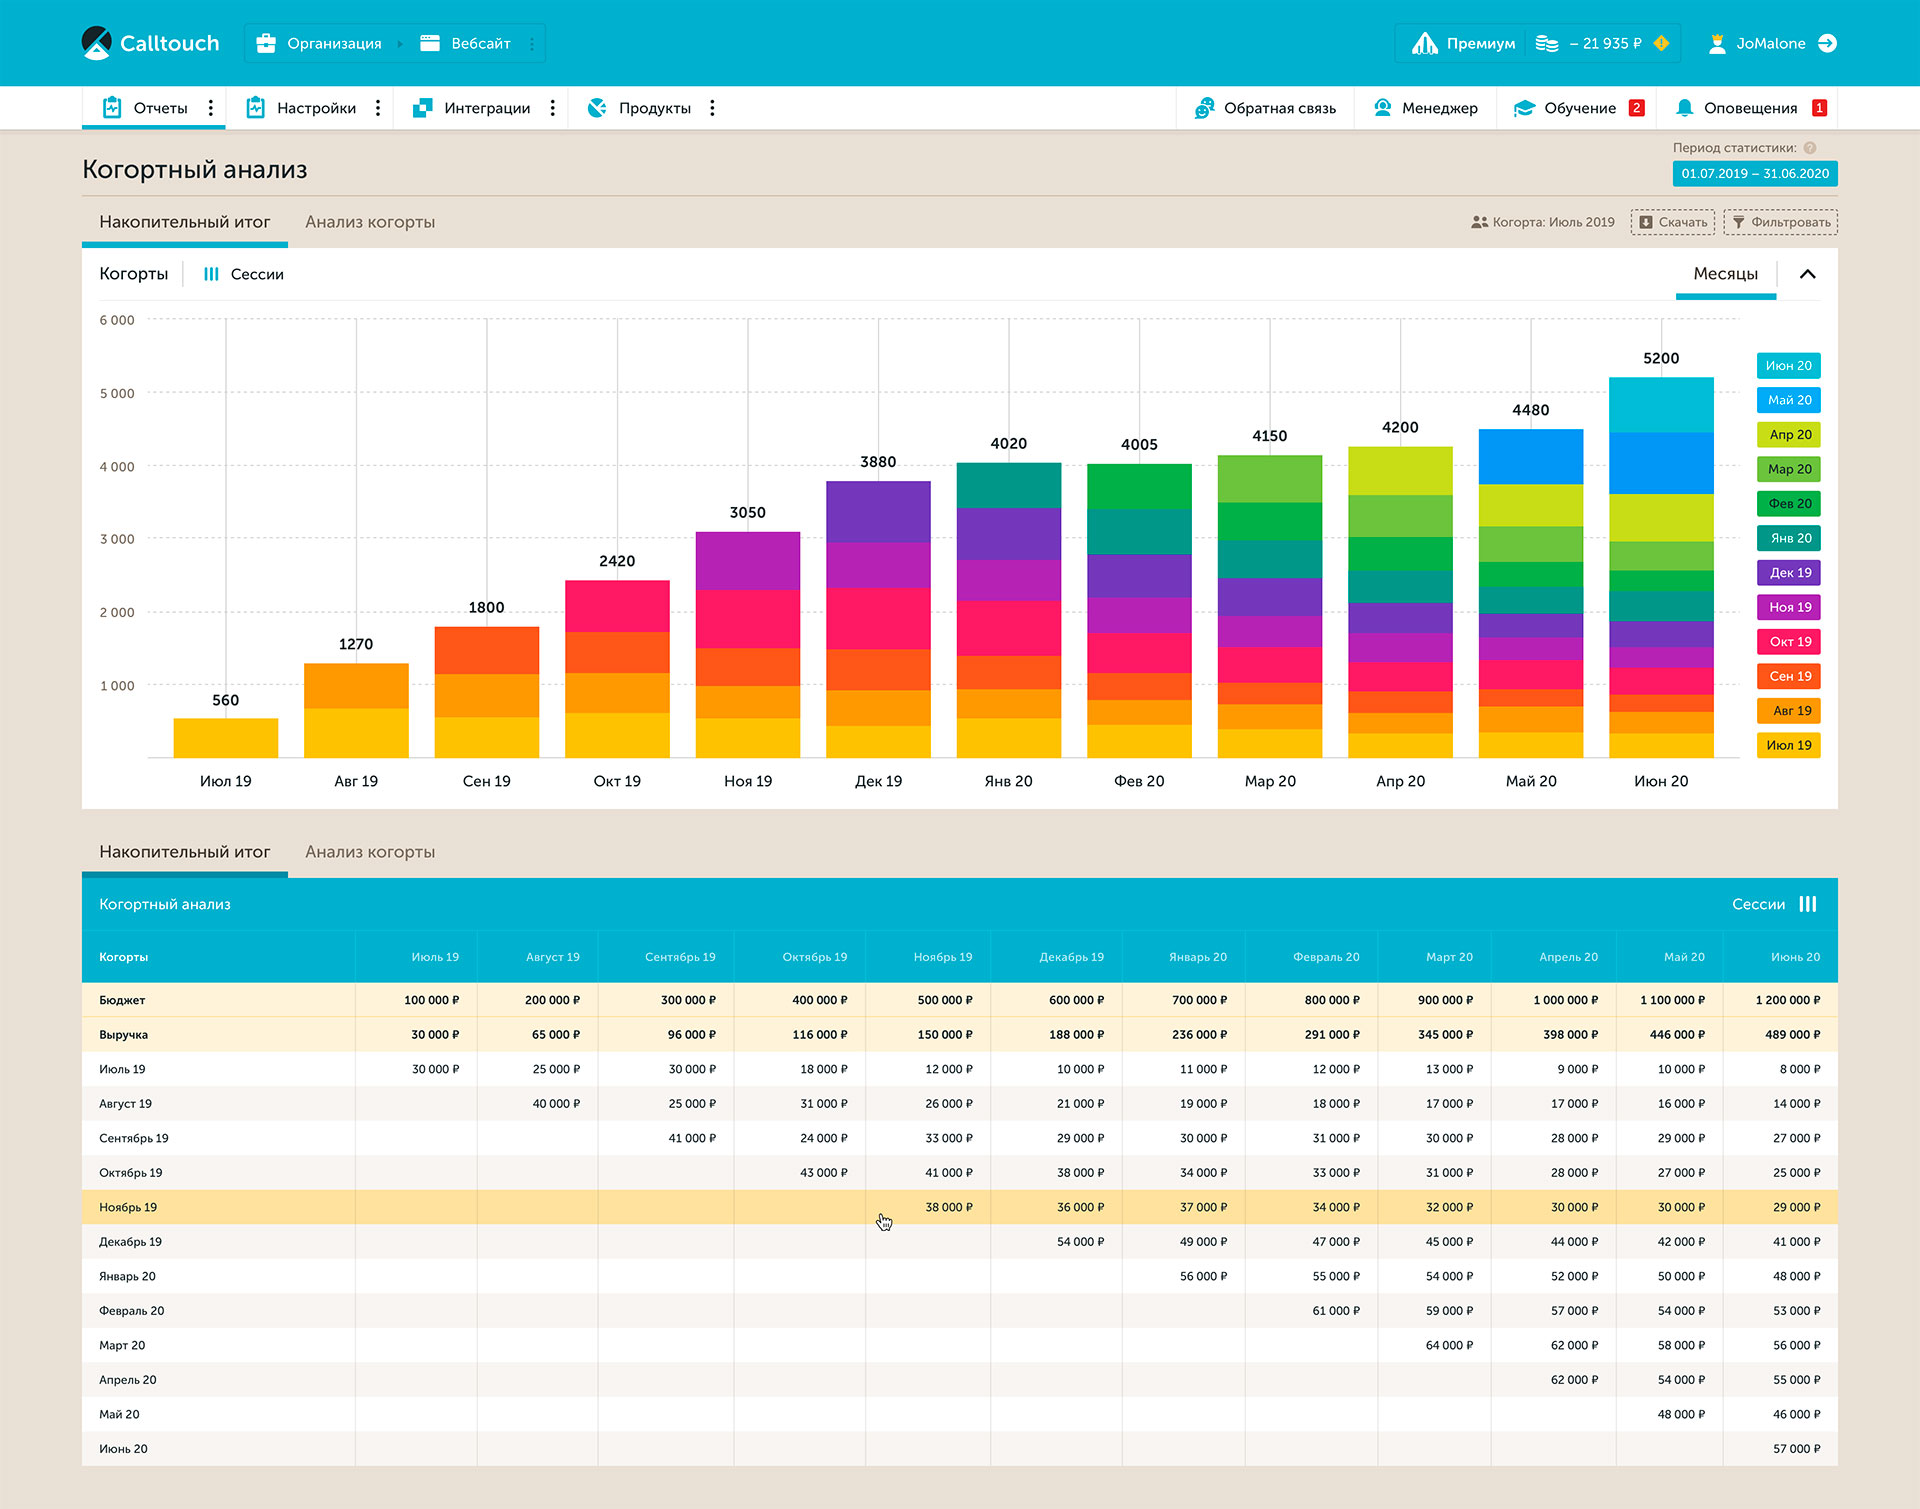 Calltouch Организация Вебсайт Премиум – 21 935 ₽ JoMalone
Отчеты Настройки Интеграции Продукты Обратная связь Менеджер Обучение 2 Оповещения 1
Период статистики: ?
Когортный анализ 01.07.2019 – 31.06.2020
Накопительный итог Анализ когорты Когорта: Июль 2019 Скачать Фильтровать
Когорты Сессии Месяцы
6 000
5200
Июн 20
5 000
Май 20
4480
4200
Апр 20
4150
4005
4020
3880
4 000
Мар 20
Фев 20
3050
3 000
Янв 20
2420
Дек 19
1800
2 000
Ноя 19
1270
Окт 19
Сен 19
1 000
560
Авг 19
Июл 19
Июл 19 Авг 19 Сен 19 Окт 19 Ноя 19 Дек 19 Янв 20 Фев 20 Мар 20 Апр 20 Май 20 Июн 20
Накопительный итог Анализ когорты
Когортный анализ Сессии
Когорты Июль 19 Август 19 Сентябрь 19 Октябрь 19 Ноябрь 19 Декабрь 19 Январь 20 Февраль 20 Март 20 Апрель 20 Май 20 Июнь 20
Бюджет 100 000 ₽ 200 000 ₽ 300 000 ₽ 400 000 ₽ 500 000 ₽ 600 000 ₽ 700 000 ₽ 800 000 ₽ 900 000 ₽ 1 000 000 ₽ 1 100 000 ₽ 1 200 000 ₽
Выручка 30 000 ₽ 65 000 ₽ 96 000 ₽ 116 000 ₽ 150 000 ₽ 188 000 ₽ 236 000 ₽ 291 000 ₽ 345 000 ₽ 398 000 ₽ 446 000 ₽ 489 000 ₽
Июль 19 30 000 ₽ 25 000 ₽ 30 000 ₽ 18 000 ₽ 12 000 ₽ 10 000 ₽ 11 000 ₽ 12 000 ₽ 13 000 ₽ 9 000 ₽ 10 000 ₽ 8 000 ₽
Август 19 40 000 ₽ 25 000 ₽ 31 000 ₽ 26 000 ₽ 21 000 ₽ 19 000 ₽ 18 000 ₽ 17 000 ₽ 17 000 ₽ 16 000 ₽ 14 000 ₽
Сентябрь 19 41 000 ₽ 24 000 ₽ 33 000 ₽ 29 000 ₽ 30 000 ₽ 31 000 ₽ 30 000 ₽ 28 000 ₽ 29 000 ₽ 27 000 ₽
Октябрь 19 43 000 ₽ 41 000 ₽ 38 000 ₽ 34 000 ₽ 33 000 ₽ 31 000 ₽ 28 000 ₽ 27 000 ₽ 25 000 ₽
Ноябрь 19 38 000 ₽ 36 000 ₽ 37 000 ₽ 34 000 ₽ 32 000 ₽ 30 000 ₽ 30 000 ₽ 29 000 ₽
Декабрь 19 54 000 ₽ 49 000 ₽ 47 000 ₽ 45 000 ₽ 44 000 ₽ 42 000 ₽ 41 000 ₽
Январь 20 56 000 ₽ 55 000 ₽ 54 000 ₽ 52 000 ₽ 50 000 ₽ 48 000 ₽
Февраль 20 61 000 ₽ 59 000 ₽ 57 000 ₽ 54 000 ₽ 53 000 ₽
Март 20 64 000 ₽ 62 000 ₽ 58 000 ₽ 56 000 ₽
Апрель 20 62 000 ₽ 54 000 ₽ 55 000 ₽
Май 20 48 000 ₽ 46 000 ₽
Июнь 20 57 000 ₽